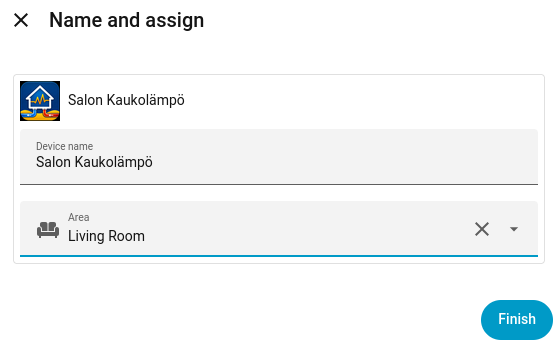 Name and assign
Salon Kaukolämpö
Device name
Salon Kaukolämpö
Area
Living Room
Finish